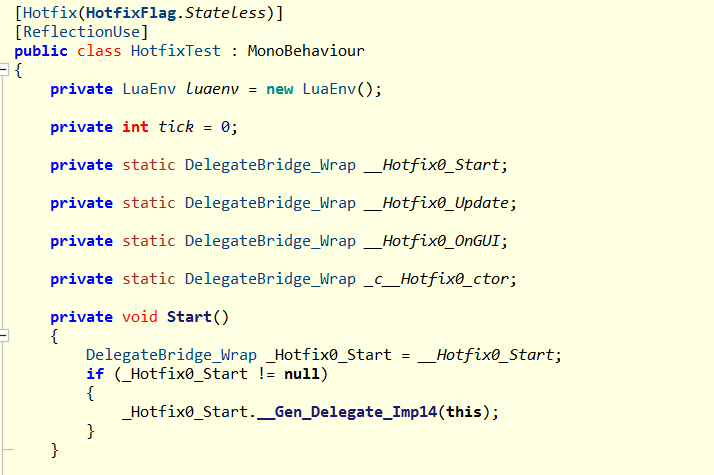 [Hotfix(HotfixFlag.Stateless)]
[ReflectionUse]
public class HotfixTest : MonoBehaviour
{
private LuaEnv luaenv = new LuaEnv();
private int tick = 0;
private static DelegateBridge_Wrap __Hotfix0_Start;
private static DelegateBridge_Wrap __Hotfix0_Update;
private static DelegateBridge_Wrap __Hotfix0_OnGUI;
private static DelegateBridge_Wrap _c__Hotfix0_ctor;
private void Start()
{
DelegateBridge_Wrap _Hotfix0_Start = __Hotfix0_Start;
if (_Hotfix0_Start != null)
{
_Hotfix0_Start.__Gen_Delegate_Imp14(this);
}
}